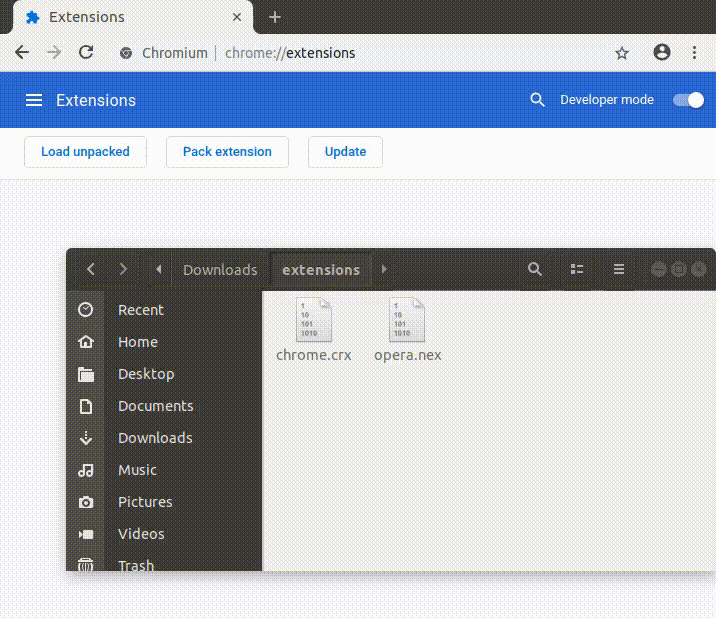 Extensions
Chromium | chrome://extensions
Extensions
Developer mode
Load unpacked
Pack extension
Update
Downloads
extensions
Recent
Home
Desktop
Documents
Downloads
Music
Pictures
Videos
Trash
1
10
101
1010
chrome.crx
1
10
101
1010
opera.nex